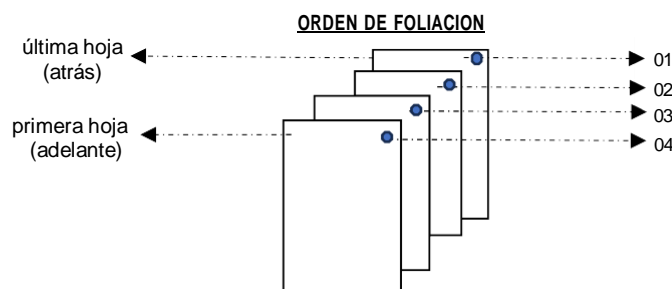 ORDEN DE FOLIACION
última hoja
(atrás)
01
02
03
primera hoja
(adelante)
04